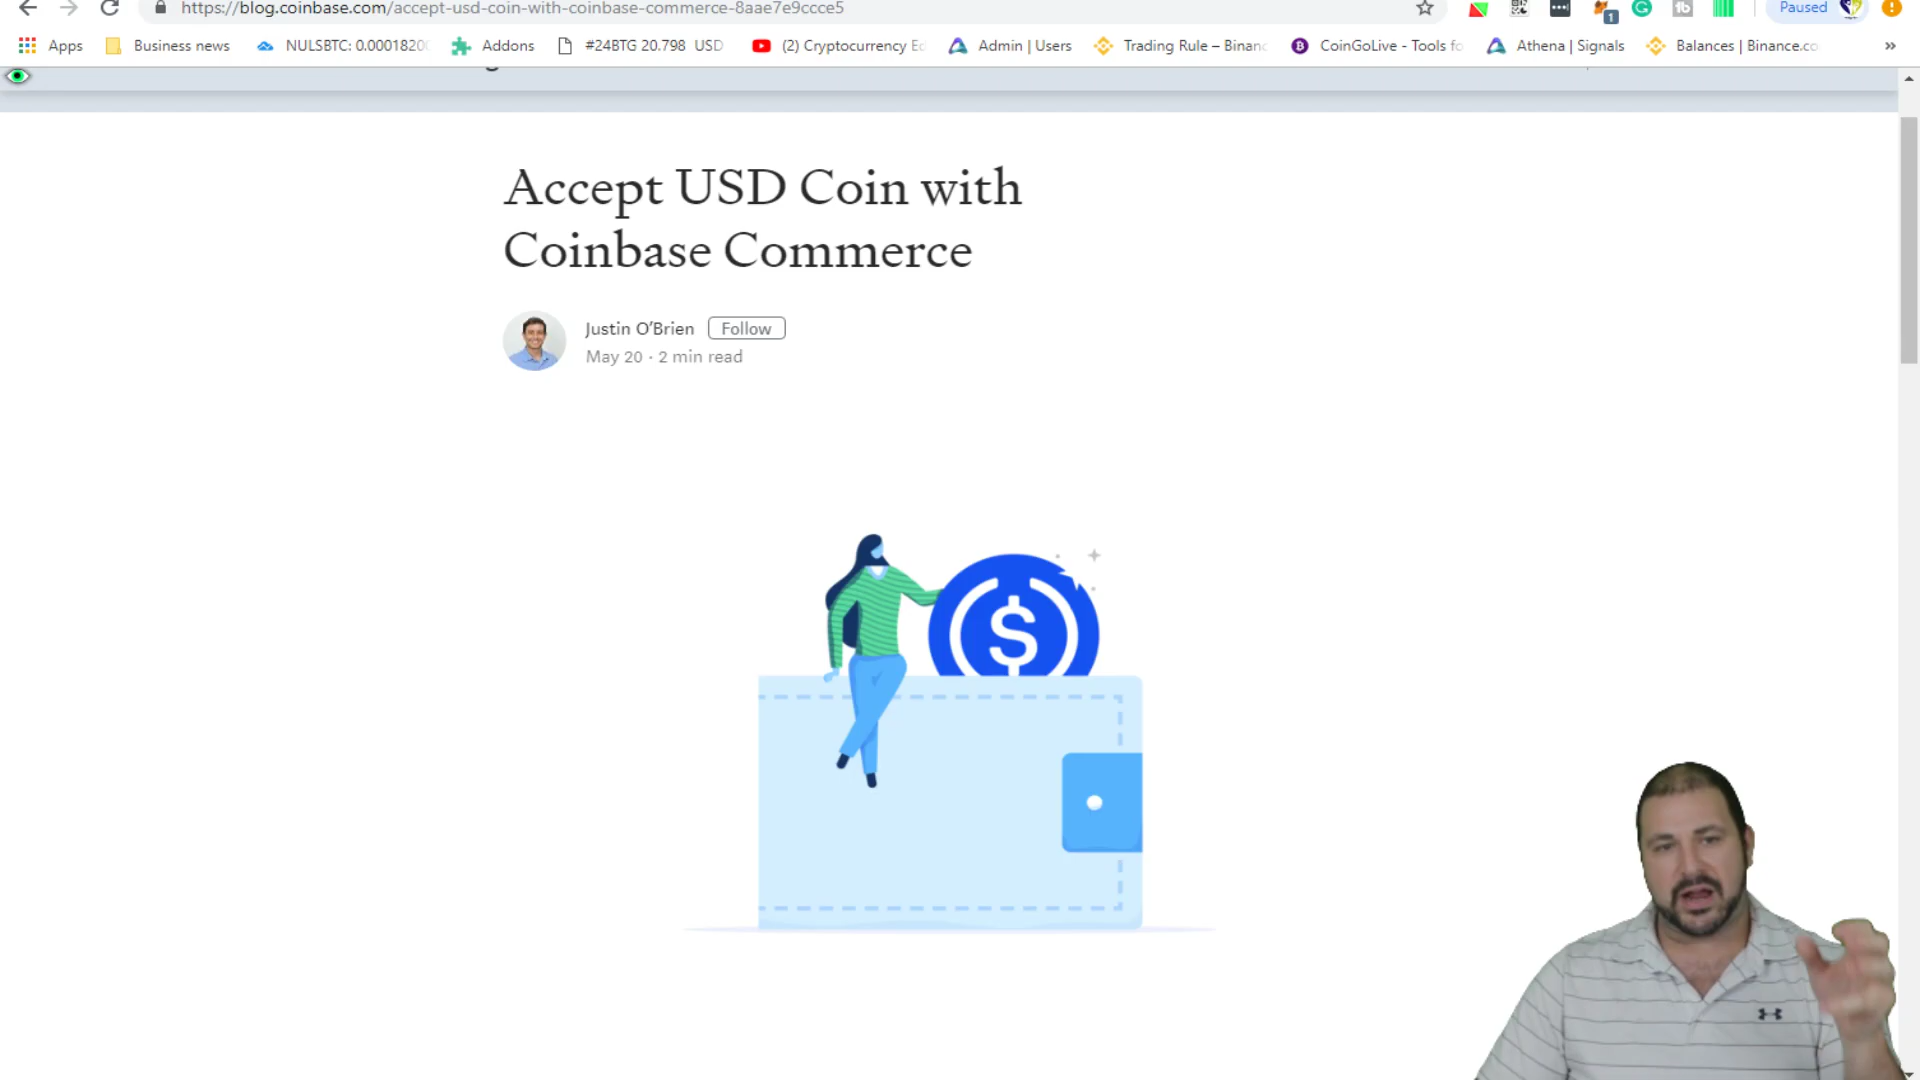 https://blog.coinbase.com/accept-usd-coin-with-coinbase-commerce-8aae7e9ccce5
Paused
Apps
Business news
NULSBTC: 0.0001820
Addons
#24BTG 20.798 USD
(2) Cryptocurrency Ed
Admin | Users
Trading Rule – Binanc
CoinGoLive - Tools fo
Athena | Signals
Balances | Binance.co
»
Accept USD Coin with
Coinbase Commerce
Justin O'Brien Follow
May 20 · 2 min read